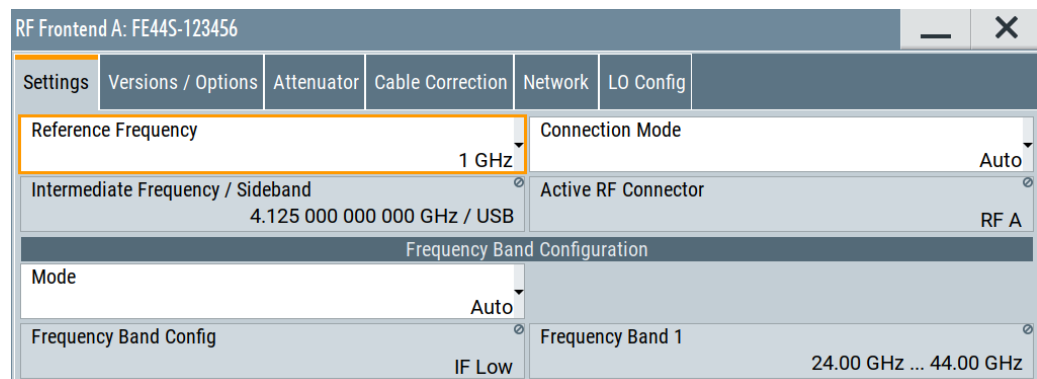 RF Frontend A: FE44S-123456
Settings Versions / Options Attenuator Cable Correction Network LO Config
Reference Frequency Connection Mode
1 GHz Auto
Intermediate Frequency / Sideband Active RF Connector
4.125 000 000 000 GHz / USB RF A
Frequency Band Configuration
Mode
Auto
Frequency Band Config Frequency Band 1
IF Low 24.00 GHz ... 44.00 GHz